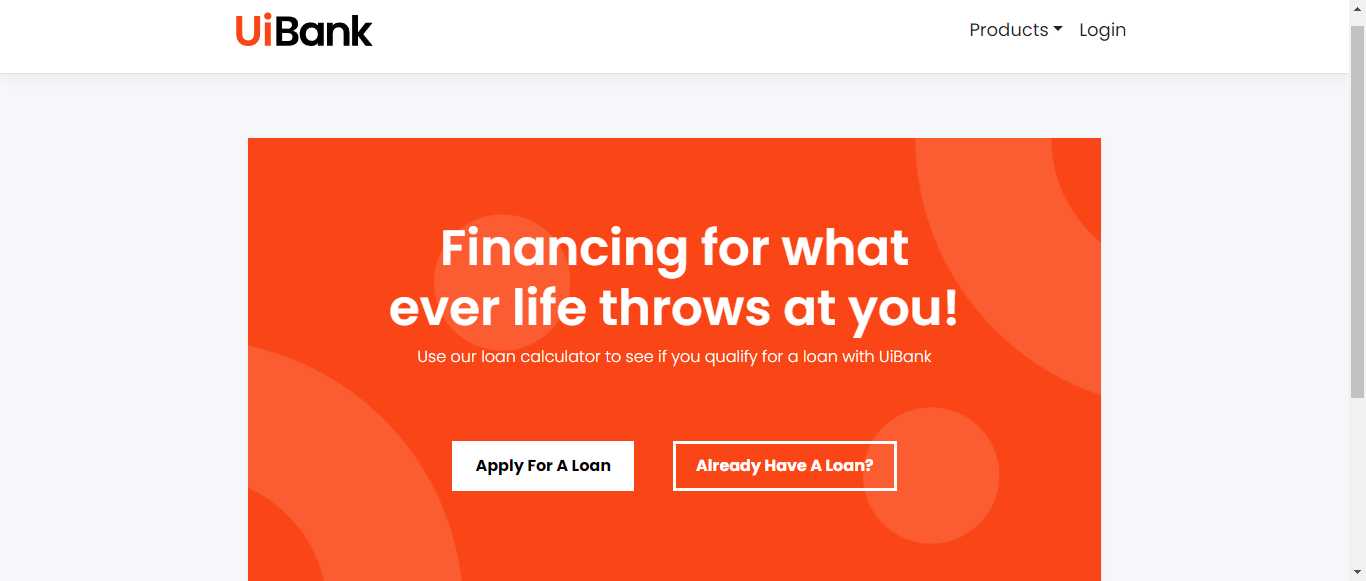 UiBank
Products
Login
Financing for what
ever life throws at you!
Use our loan calculator to see if you qualify for a loan with UiBank
Apply For A Loan
Already Have A Loan?